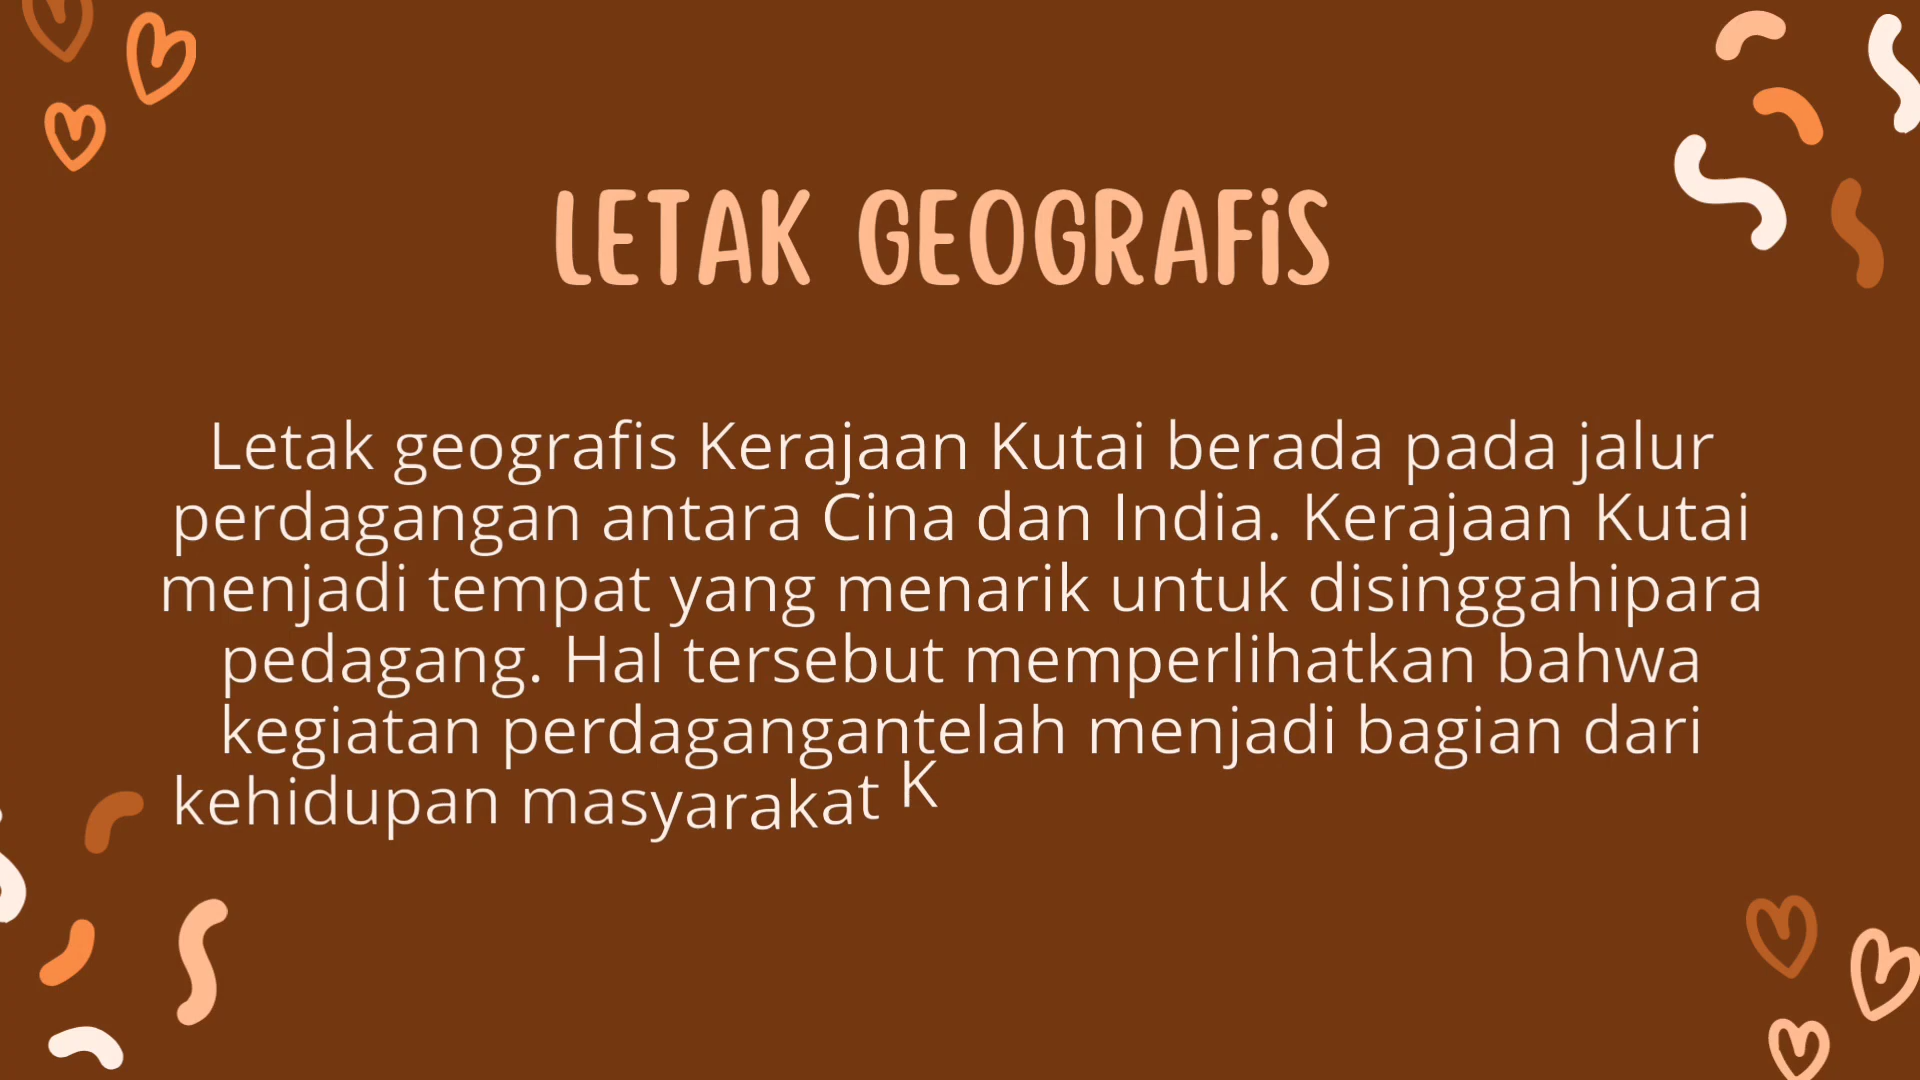 LETAK GEOGRAFiS
Letak geografis Kerajaan Kutai berada pada jalur
perdagangan antara Cina dan India. Kerajaan Kutai
menjadi tempat yang menarik untuk disinggahipara
pedagang. Hal tersebut memperlihatkan bahwa
kegiatan perdagangantelah menjadi bagian dari
kehidupan masyarakat K